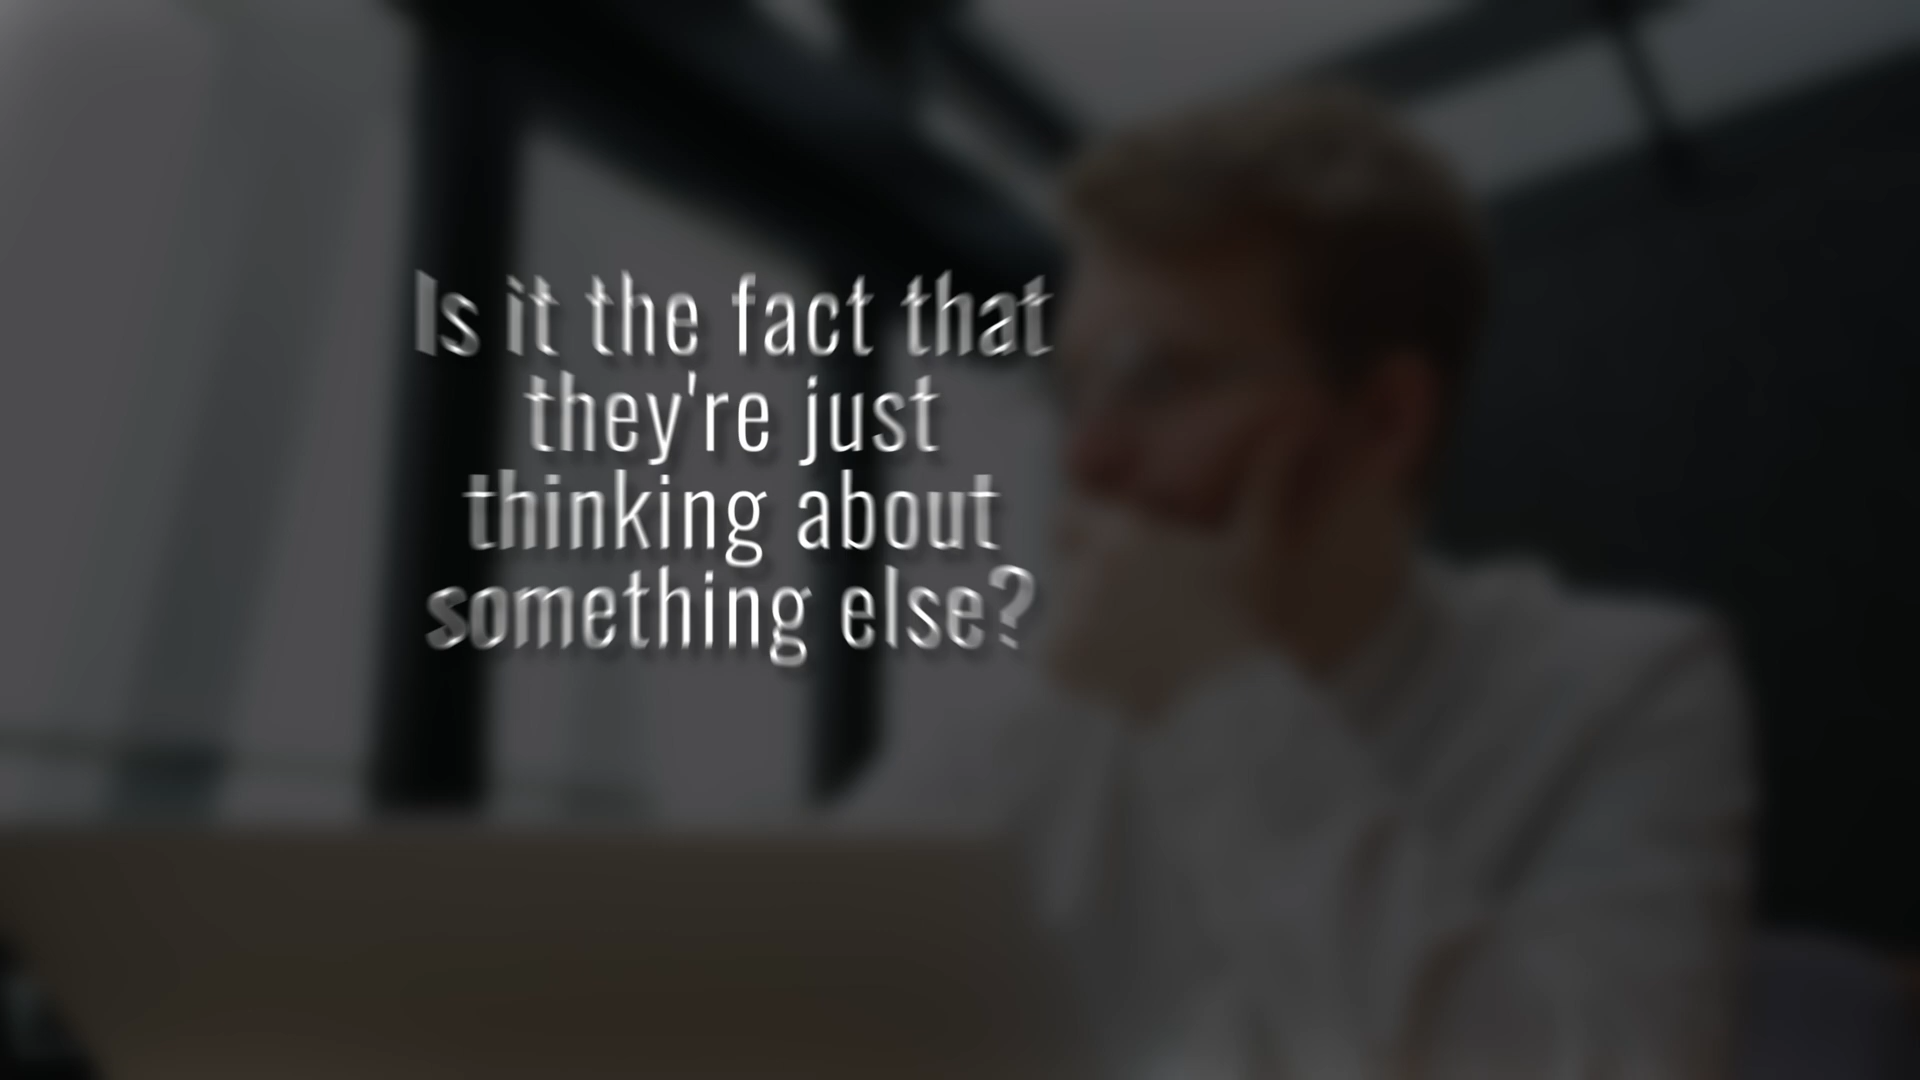 Is it the fact that
they're just
thinking about
something else?